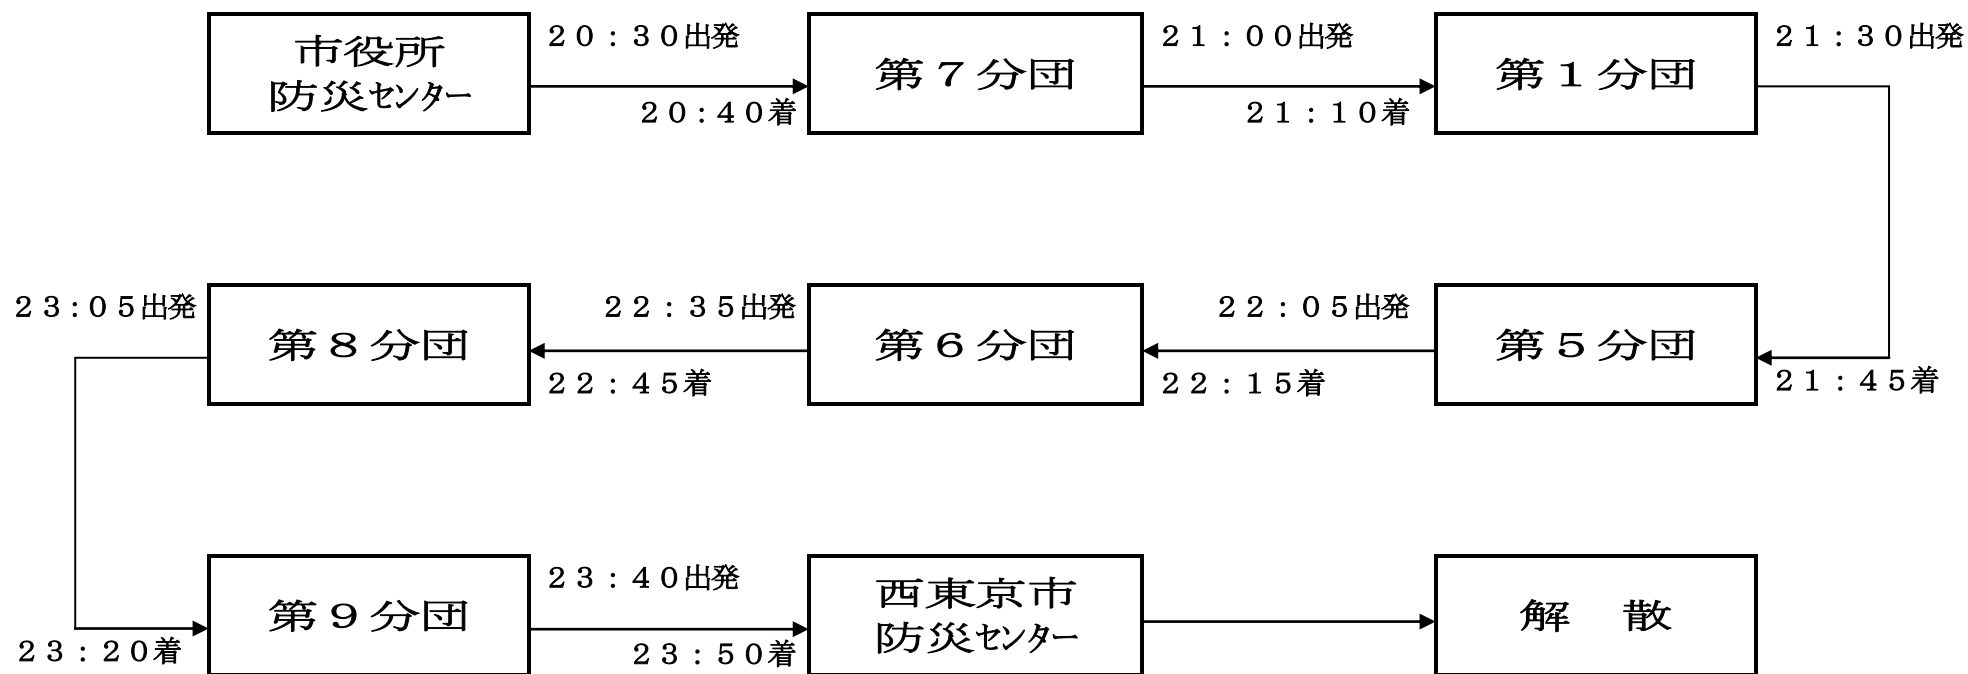 市役所
防災センター
２０：３０出発
２０：４０着
第７分団
２１：００出発
２１：１０着
第１分団
２１：３０出発
２１：４５着
第５分団
２２：０５出発
２２：１５着
第６分団
２２：３５出発
２２：４５着
第８分団
２３：０５出発
２３：２０着
第９分団
２３：４０出発
２３：５０着
西東京市
防災センター
解　散